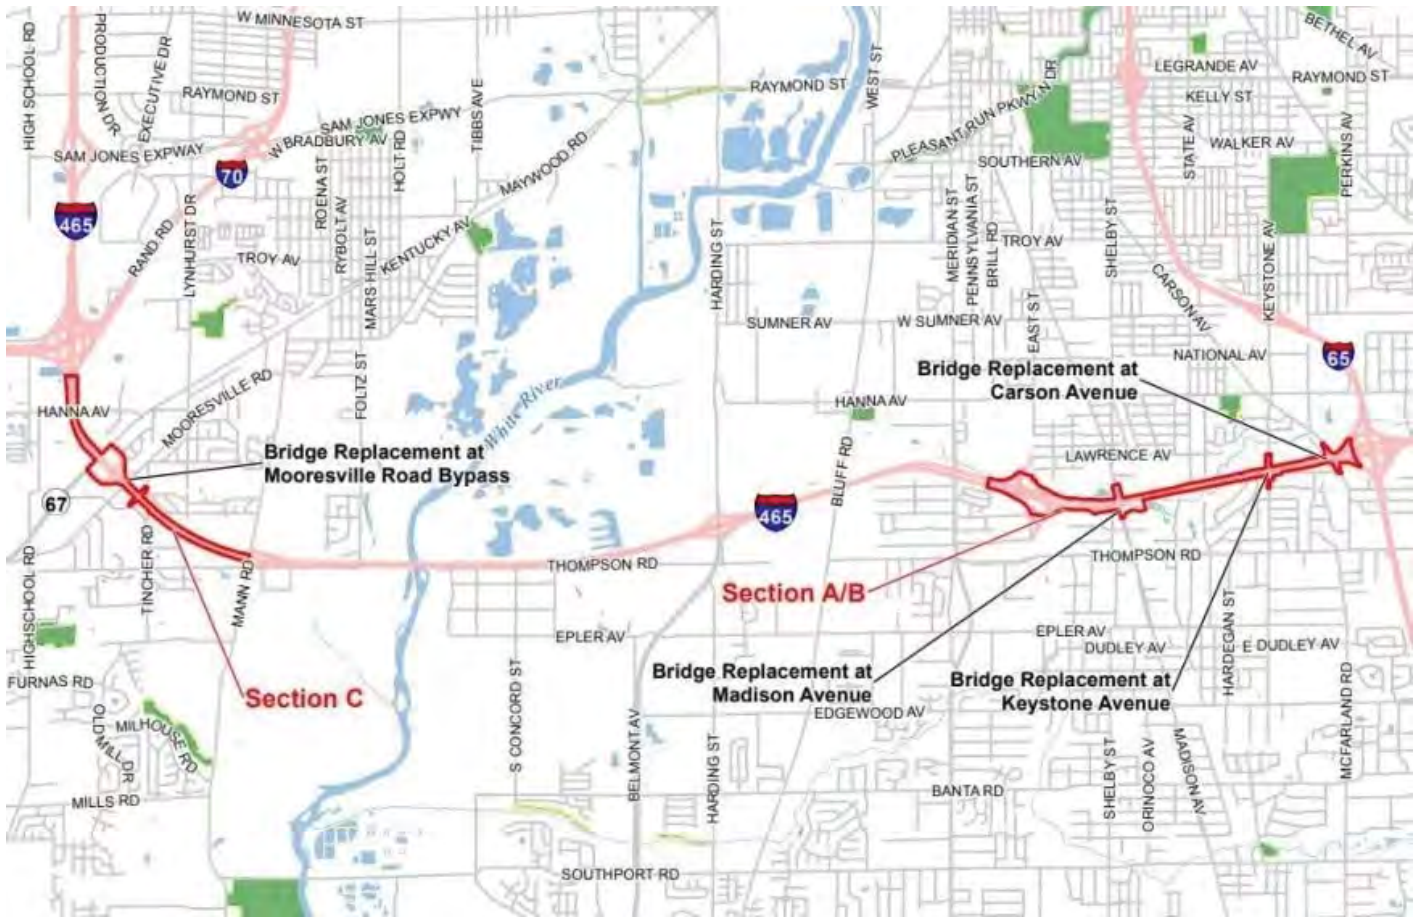 W MINNESOTA ST
HIGH SCHOOL RD
PRODUCTION DR
EXECUTIVE DR
RAYMOND ST
SAM JONES EXPWY
W BRADBURY AV
SAM JONES EXPWAY
70
465
TIBBS AVE
HOLT RD
ROENA ST
RYBOLT AV
MARS HILL ST
LYNHURST DR
RAND RD
TROY AV
KENTUCKY AV
MAYWOOD RD
RAYMOND ST
WEST ST
PLEASANT RUN PKWY N DR
BETHEL AV
LEGRANDE AV
RAYMOND ST
KELLY ST
STATE AV
WALKER AV
PERKINS AV
SOUTHERN AV
MERIDIAN ST
PENNSYLVANIA ST
BRILL RD
TROY AV
SHELBY ST
KEYSTONE AV
CARSON AV
HARDING ST
SUMNER AV
W SUMNER AV
EAST ST
NATIONAL AV
65
Bridge Replacement at
Carson Avenue
FOLTZ ST
MOORESVILLE RD
HANNA AV
White River
HANNA AV
BLUFF RD
LAWRENCE AV
Bridge Replacement at
Mooresville Road Bypass
67
465
TINCHER RD
MANN RD
HIGHSCHOOL RD
THOMPSON RD
THOMPSON RD
Section A/B
EPLER AV
EPLER AV
DUDLEY AV
HARDEGAN ST
E DUDLEY AV
Section C
FURNAS RD
OLD MILL DR
MILHOUSE RD
MILLS RD
S CONCORD ST
BELMONT AV
HARDING ST
Bridge Replacement at
Madison Avenue
Bridge Replacement at
Keystone Avenue
EDGEWOOD AV
MCFARLAND RD
BANTA RD
SHELBY ST
ORINOCO AV
MADISON AV
SOUTHPORT RD